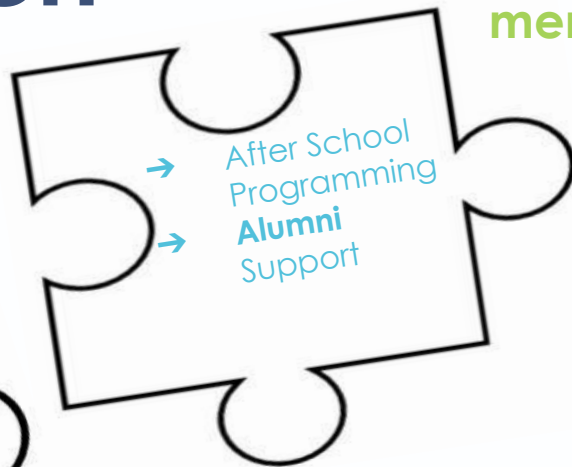 ➔ After School
Programming
➔ Alumni
Support